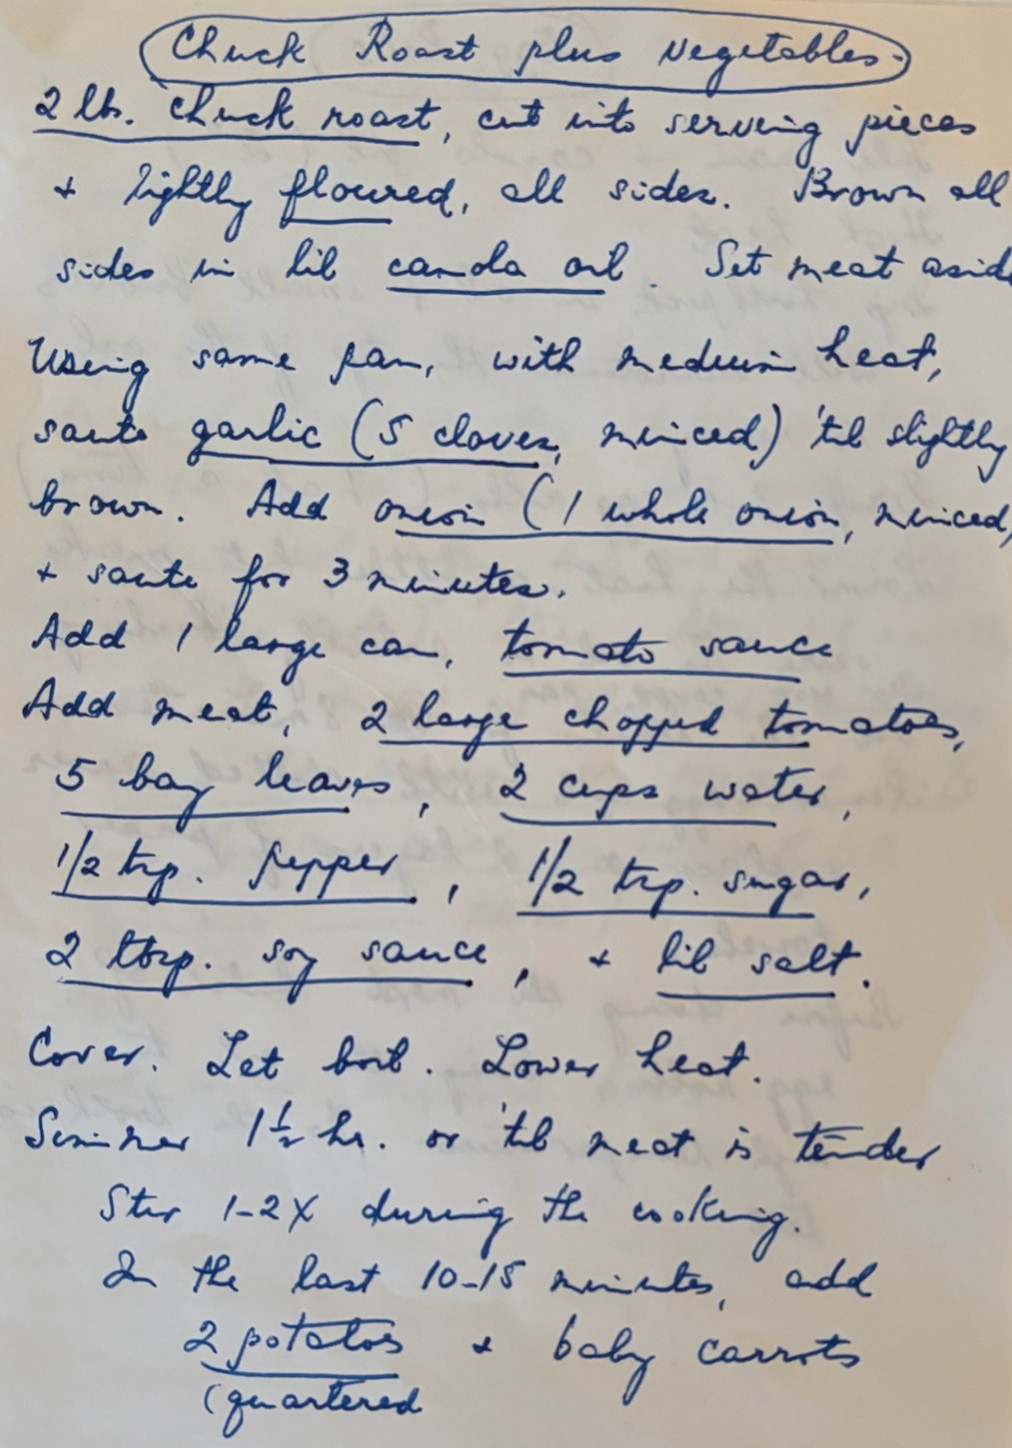 Chuck Roast plus vegetables.
2 lbs. chuck roast, cut into serving pieces
+ lightly floured, all sides. Brown all
sides in lil canola oil. Set meat aside
Using same pan, with medium heat,
saute garlic (5 cloves, minced) 'til slightly
brown. Add onion (1 whole onion, minced)
+ saute for 3 minutes.
Add 1 large can, tomato sauce
Add meat, 2 large chopped tomatoes,
5 bay leaves, 2 cups water,
1/2 tsp. pepper, 1/2 tsp. sugar,
2 tbsp. soy sauce, + lil salt.
Cover. Let boil. Lower heat.
Simmer 1 1/2 hr. or 'til meat is tender
Stir 1-2X during the cooking.
In the last 10-15 minutes, add
2 potatoes + baby carrots
(quartered